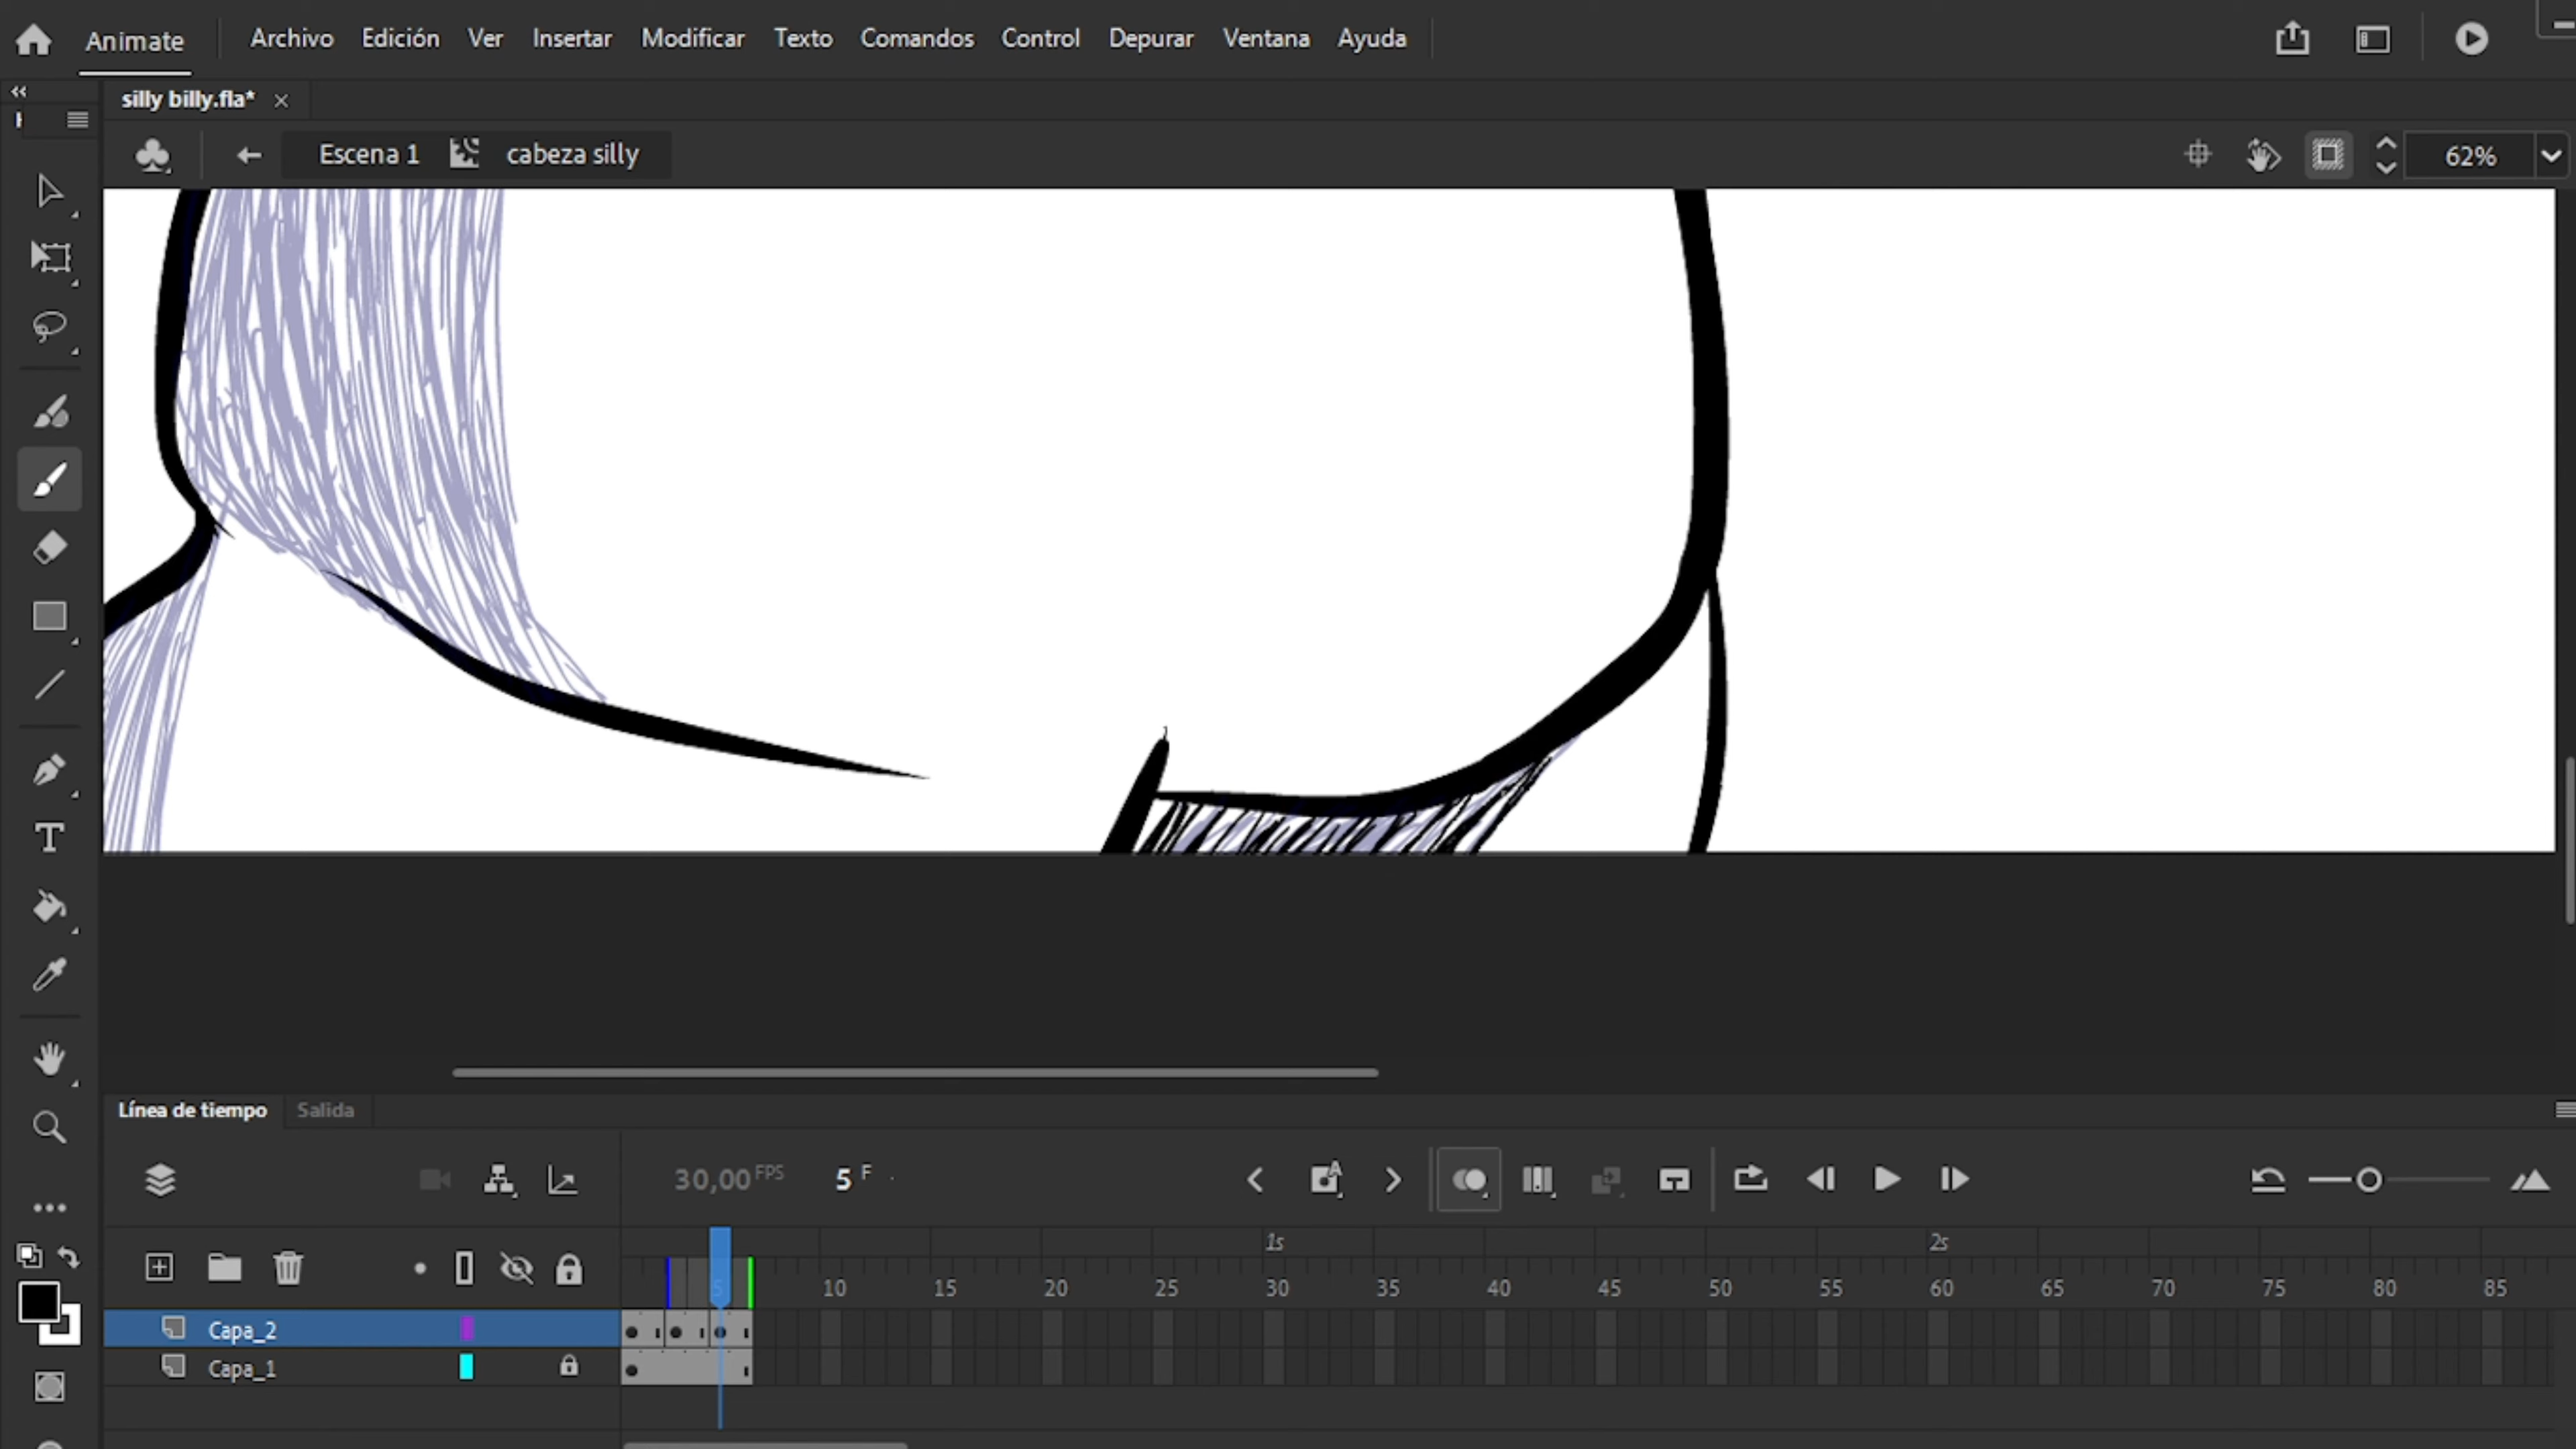 Animate Archivo Edición Ver Insertar Modificar Texto Comandos Control Depurar Ventana Ayuda
silly billy.fla*
Escena 1 cabeza silly 62%
Línea de tiempo Salida
30,00 FPS 5 F
1s 2s
5 10 15 20 25 30 35 40 45 50 55 60 65 70 75 80 85
Capa_2
Capa_1